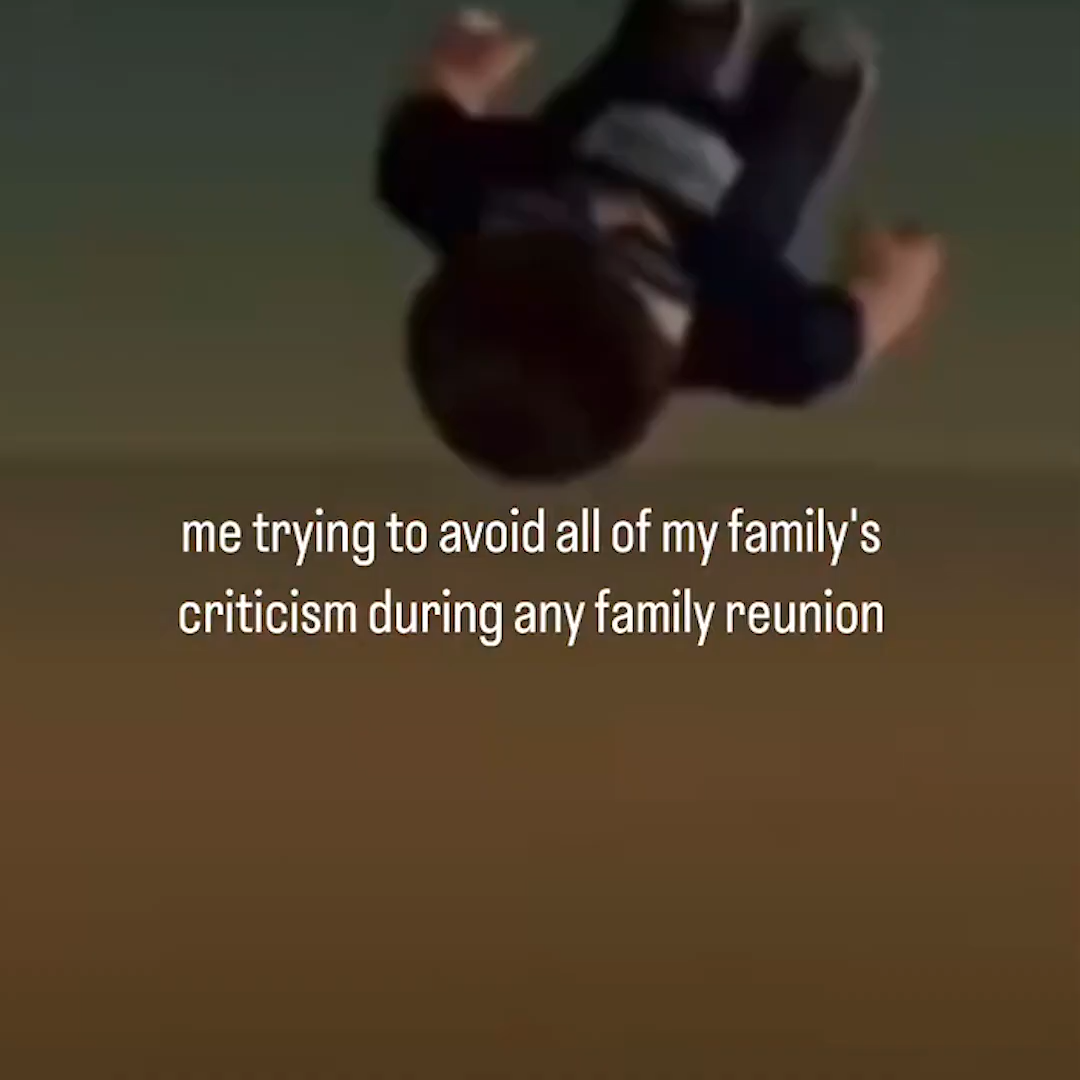 me trying to avoid all of my family's
criticism during any family reunion